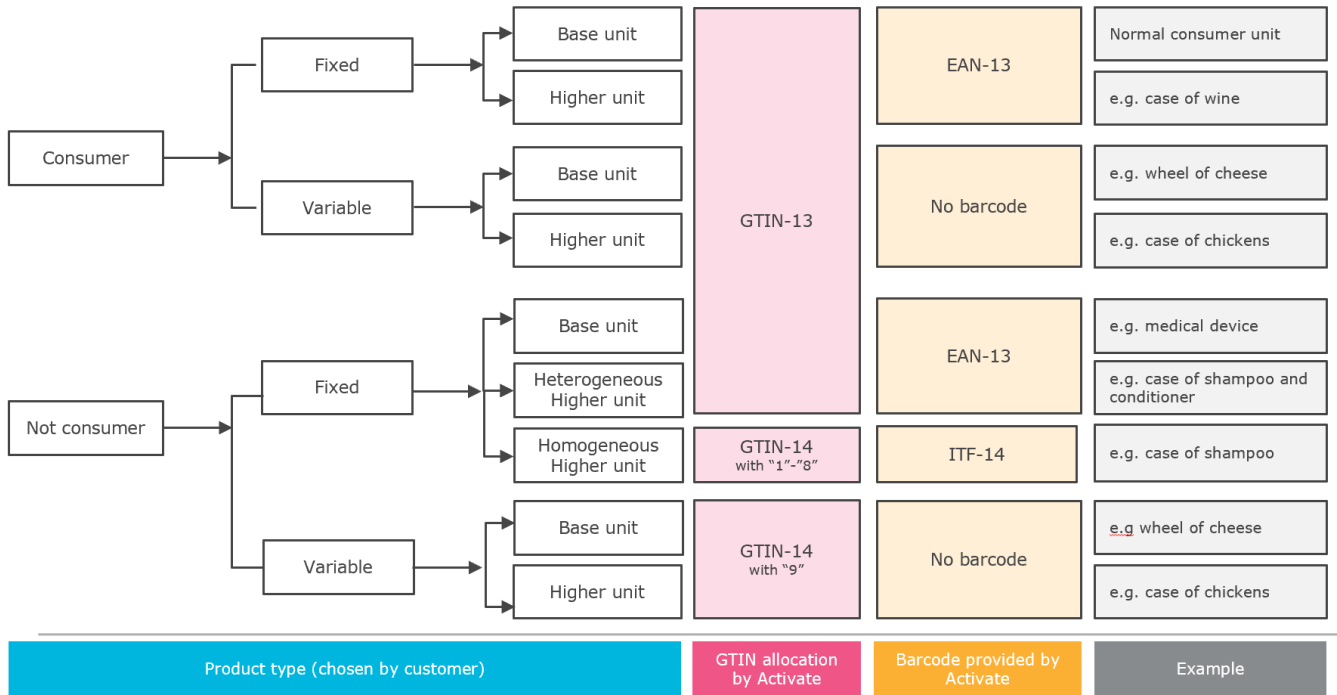 Consumer
Fixed
Base unit
Higher unit
Variable
Base unit
Higher unit
Not consumer
Fixed
Base unit
Heterogeneous
Higher unit
Homogeneous
Higher unit
Variable
Base unit
Higher unit
GTIN-13
GTIN-14
with “1”-”8”
GTIN-14
with “9”
EAN-13
No barcode
EAN-13
ITF-14
No barcode
Normal consumer unit
e.g. case of wine
e.g. wheel of cheese
e.g. case of chickens
e.g. medical device
e.g. case of shampoo and
conditioner
e.g. case of shampoo
e.g wheel of cheese
e.g. case of chickens
Product type (chosen by customer)
GTIN allocation
by Activate
Barcode provided by
Activate
Example